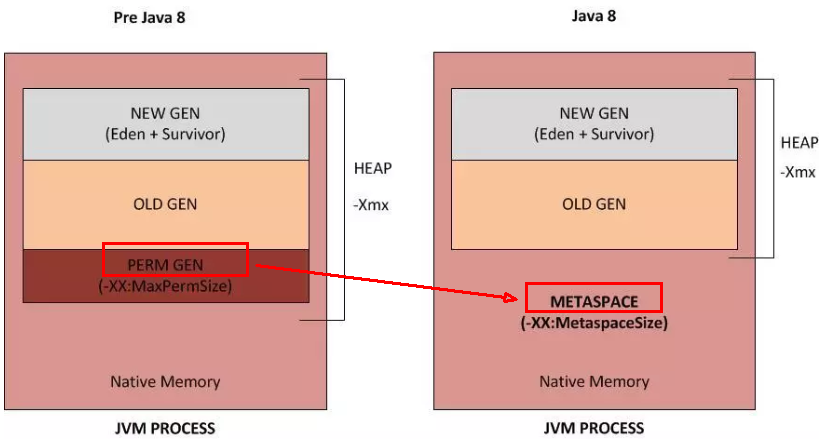 Pre Java 8
NEW GEN
(Eden + Survivor)
HEAP
OLD GEN
-Xmx
PERM GEN
(-XX:MaxPermSize)
Native Memory
JVM PROCESS
Java 8
NEW GEN
(Eden + Survivor)
HEAP
-Xmx
OLD GEN
METASPACE
(-XX:MetaspaceSize)
Native Memory
JVM PROCESS